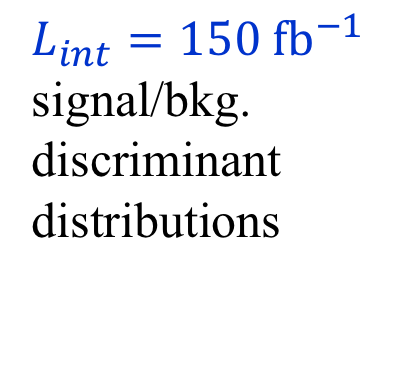 L_int = 150 fb⁻¹
signal/bkg.
discriminant
distributions